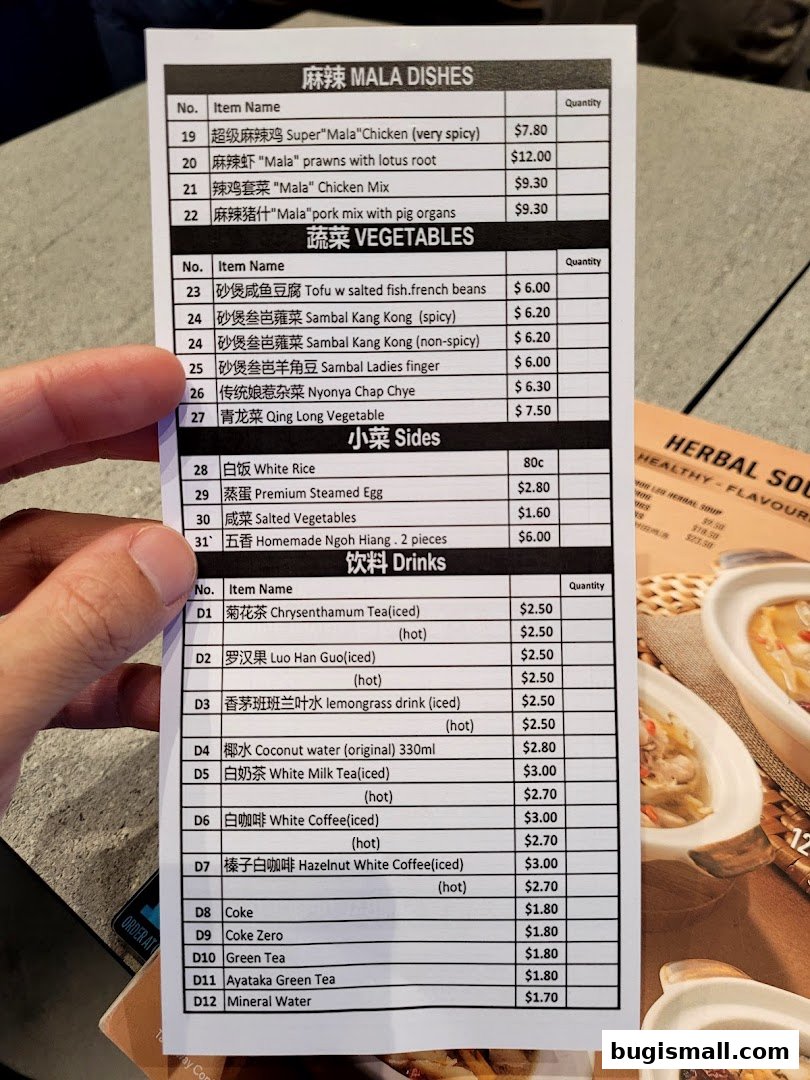 麻辣 MALA DISHES
No. Item Name Quantity
19 超级麻辣鸡 Super"Mala"Chicken (very spicy) $7.80
20 麻辣虾 "Mala" prawns with lotus root $12.00
21 辣鸡套菜 "Mala" Chicken Mix $9.30
22 麻辣猪什"Mala"pork mix with pig organs $9.30
蔬菜 VEGETABLES
No. Item Name Quantity
23 砂煲咸鱼豆腐 Tofu w salted fish.french beans $ 6.00
24 砂煲叁岜蕹菜 Sambal Kang Kong (spicy) $ 6.20
24 砂煲叁岜蕹菜 Sambal Kang Kong (non-spicy) $ 6.20
25 砂煲叁岜羊角豆 Sambal Ladies finger $ 6.00
26 传统娘惹杂菜 Nyonya Chap Chye $ 6.30
27 青龙菜 Qing Long Vegetable $ 7.50
小菜 Sides
28 白饭 White Rice 80c
29 蒸蛋 Premium Steamed Egg $2.80
30 咸菜 Salted Vegetables $1.60
31` 五香 Homemade Ngoh Hiang . 2 pieces $6.00
饮料 Drinks
No. Item Name Quantity
D1 菊花茶 Chrysenthamum Tea(iced) $2.50
(hot) $2.50
D2 罗汉果 Luo Han Guo(iced) $2.50
(hot) $2.50
D3 香茅班班兰叶水 lemongrass drink (iced) $2.50
(hot) $2.50
D4 椰水 Coconut water (original) 330ml $2.80
D5 白奶茶 White Milk Tea(iced) $3.00
(hot) $2.70
D6 白咖啡 White Coffee(iced) $3.00
(hot) $2.70
D7 榛子白咖啡 Hazelnut White Coffee(iced) $3.00
(hot) $2.70
D8 Coke $1.80
D9 Coke Zero $1.80
D10 Green Tea $1.80
D11 Ayataka Green Tea $1.80
D12 Mineral Water $1.70
HERBAL
HEALTHY - FLAVOUR
HERBAL SOUP
$9.50
$18.50
$23.50
12
ORDER AT
bugismall.com